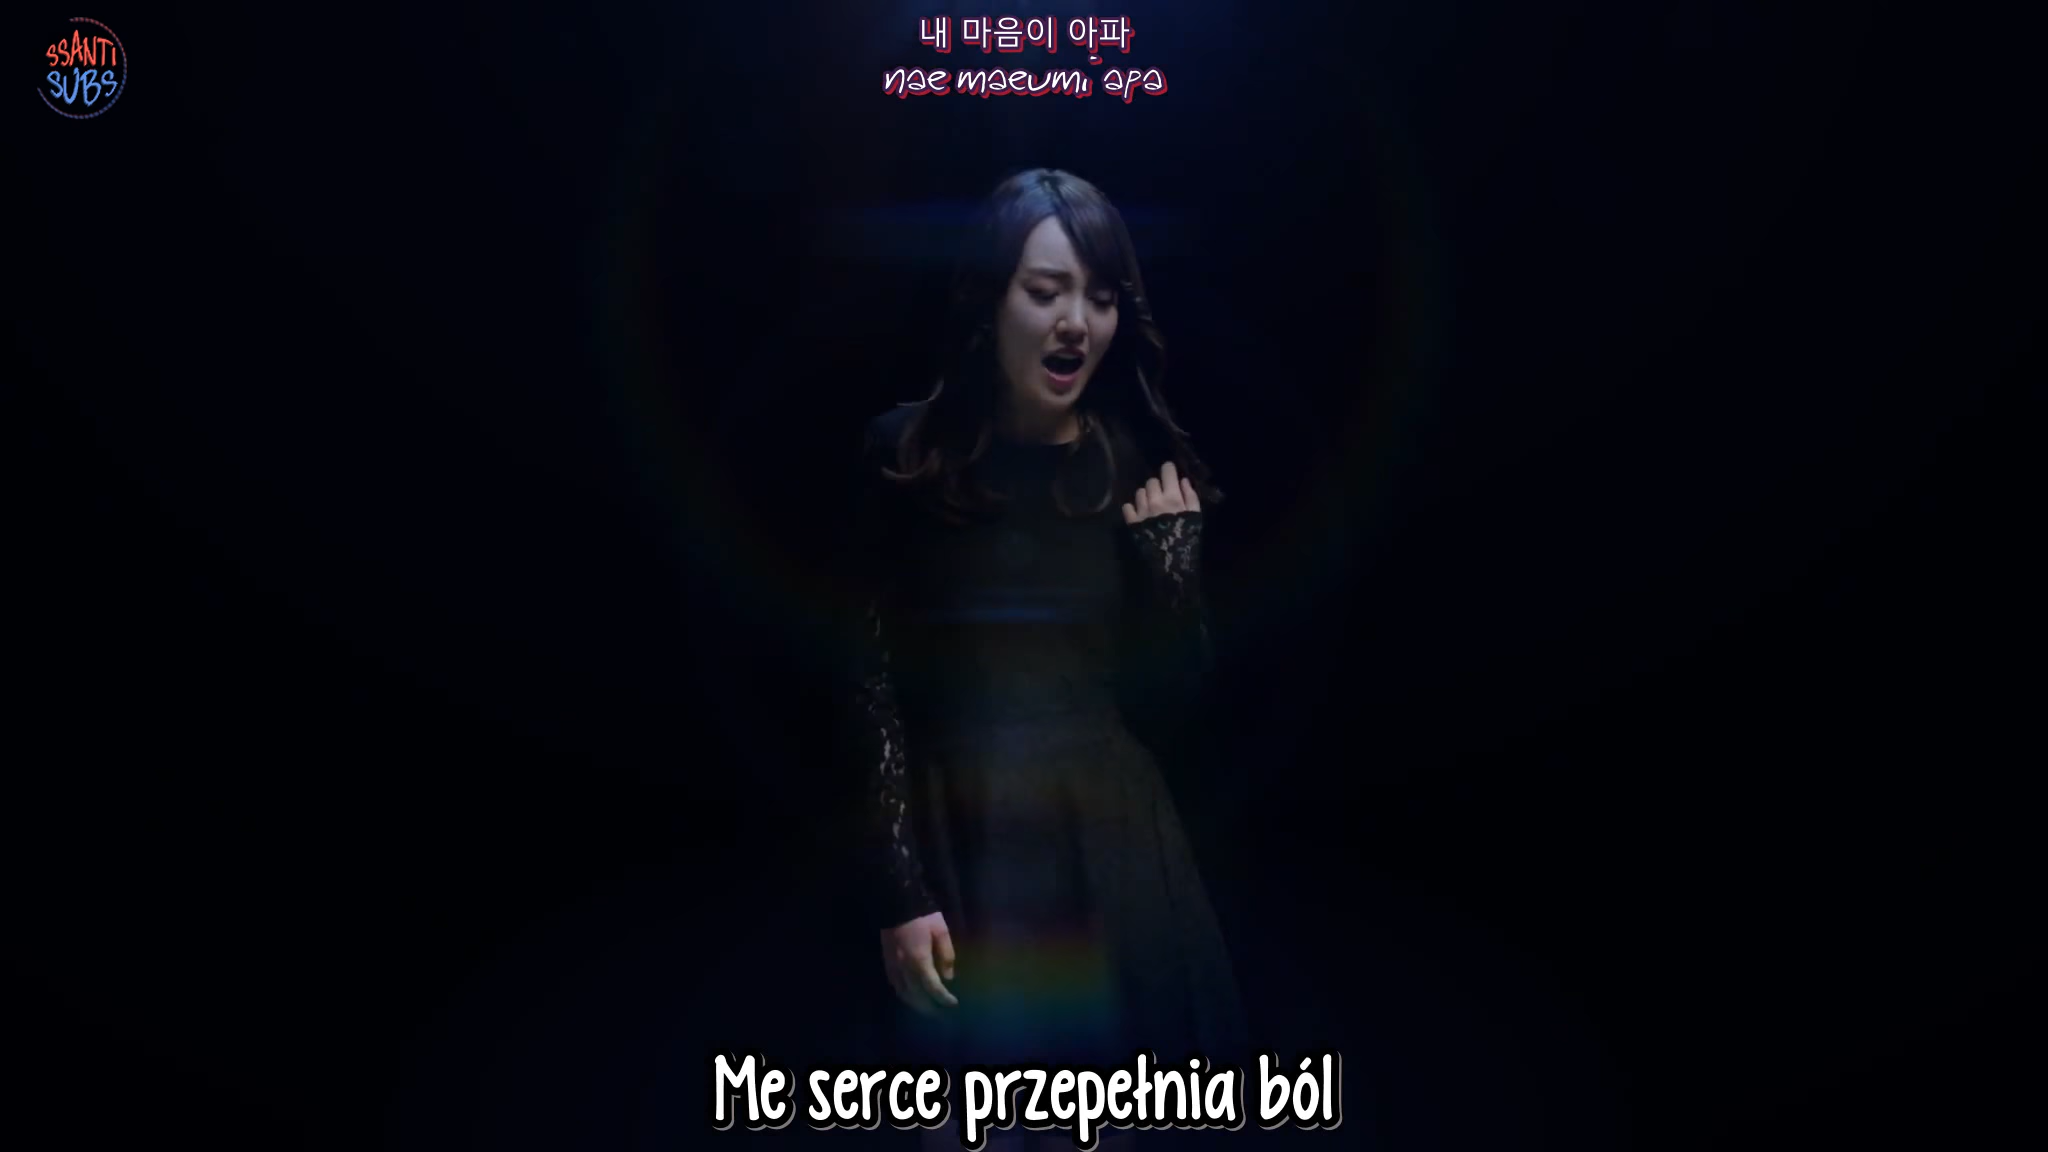 SSANTI
SUBS
내 마음이 아파
nae maeumi apa
Me serce przepełnia ból